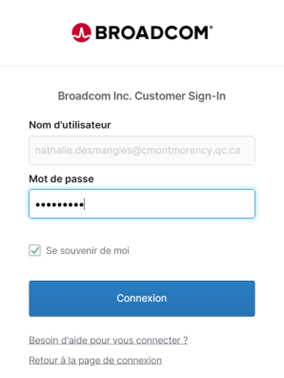 BROADCOM®
Broadcom Inc. Customer Sign-In
Nom d'utilisateur
nathalie.desmangles@cmontmorency.qc.ca
Mot de passe
•••••••••
Se souvenir de moi
Connexion
Besoin d'aide pour vous connecter ?
Retour à la page de connexion